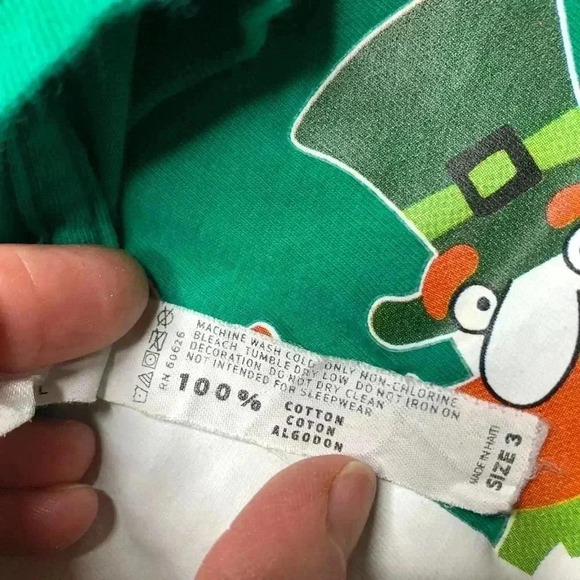 MACHINE WASH COLD. ONLY NON-CHLORINE
BLEACH TUMBLE DRY LOW. DO NOT IRON ON
DECORATION. DO NOT DRY CLEAN
NOT INTENDED FOR SLEEPWEAR
RN 60626
100% COTTON
COTON
ALGODON
MADE IN HAITI
SIZE 3
L